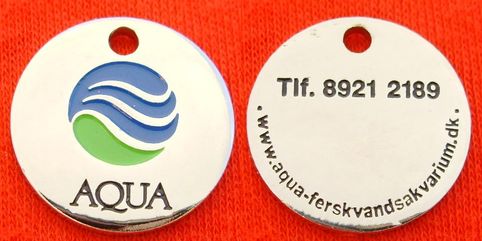 AQUA
Tlf. 8921 2189
· www.aqua-ferskvandsakvarium.dk ·